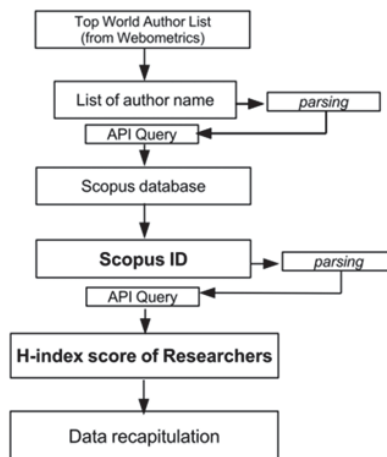 Top World Author List
(from Webometrics)
List of author name
parsing
API Query
Scopus database
Scopus ID
parsing
API Query
H-index score of Researchers
Data recapitulation